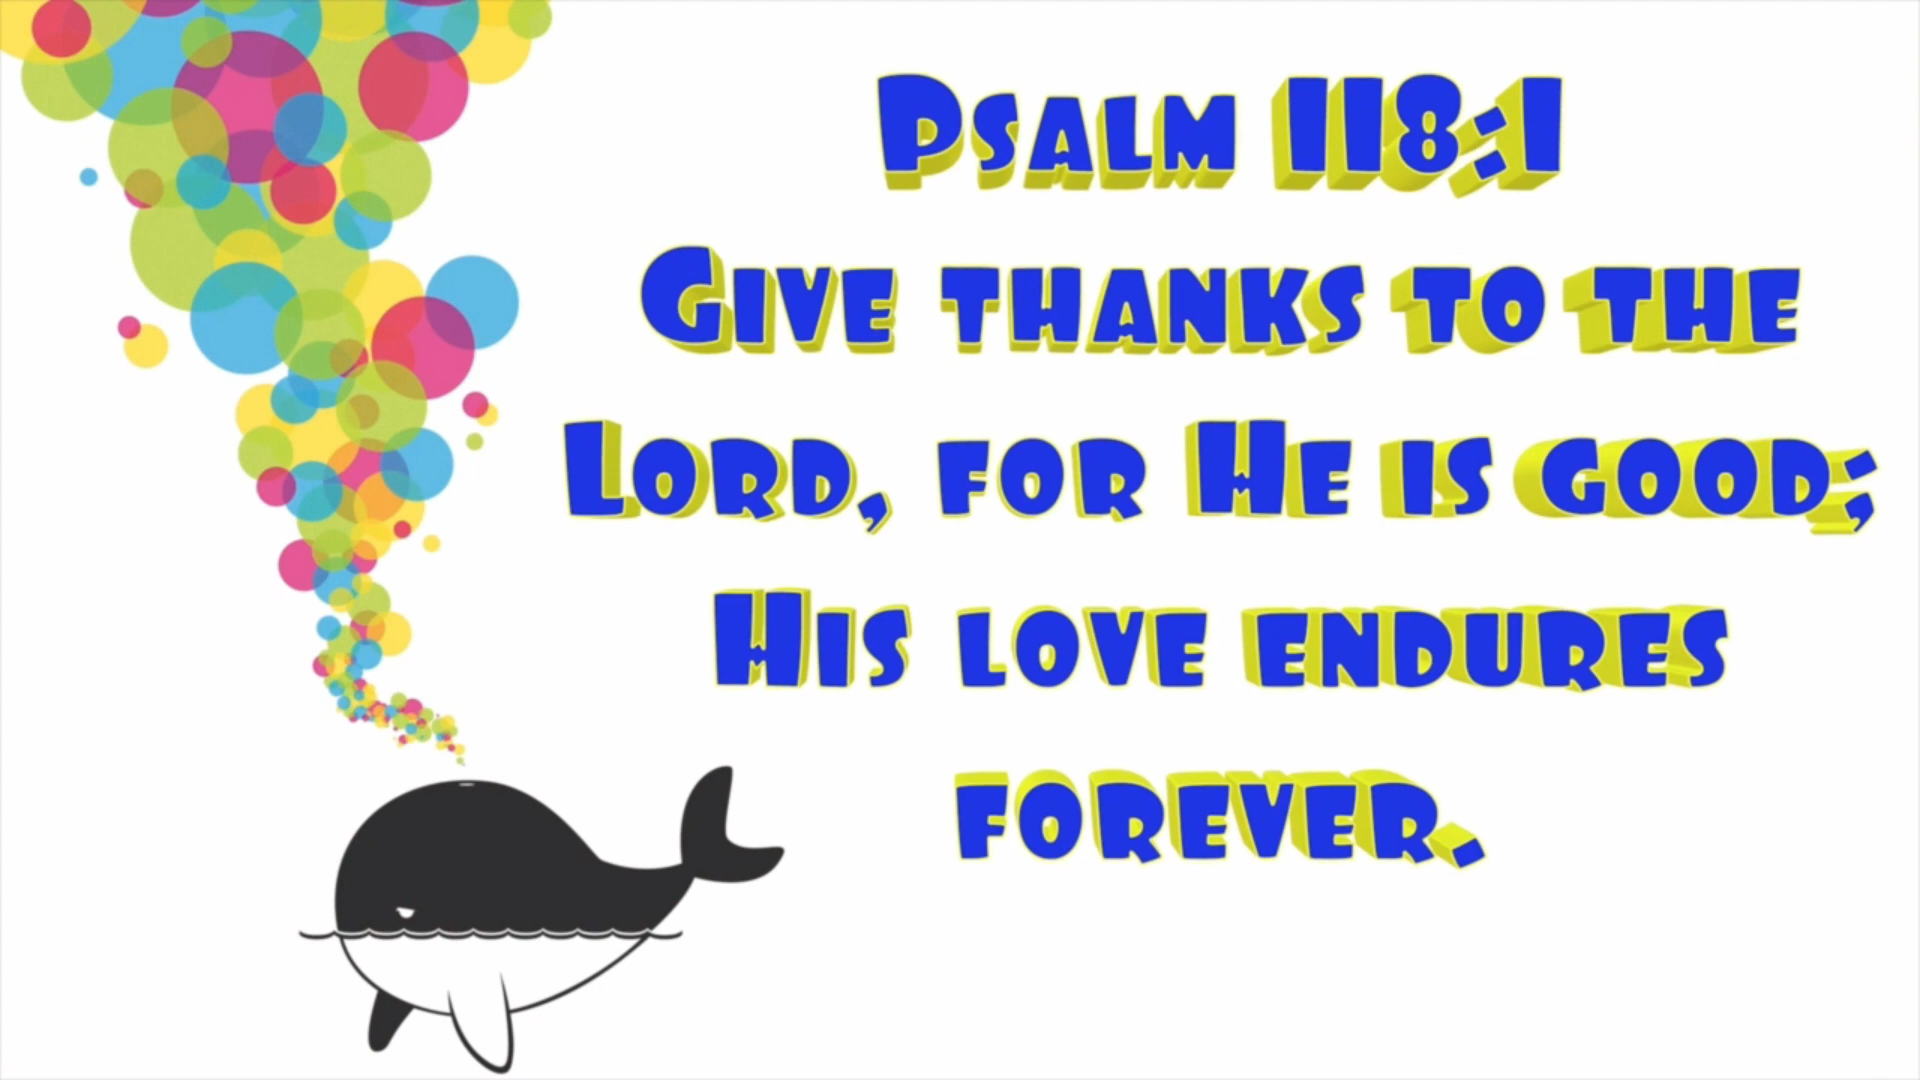 Psalm 118:1
Give thanks to the
Lord, for He is good;
His love endures
forever.